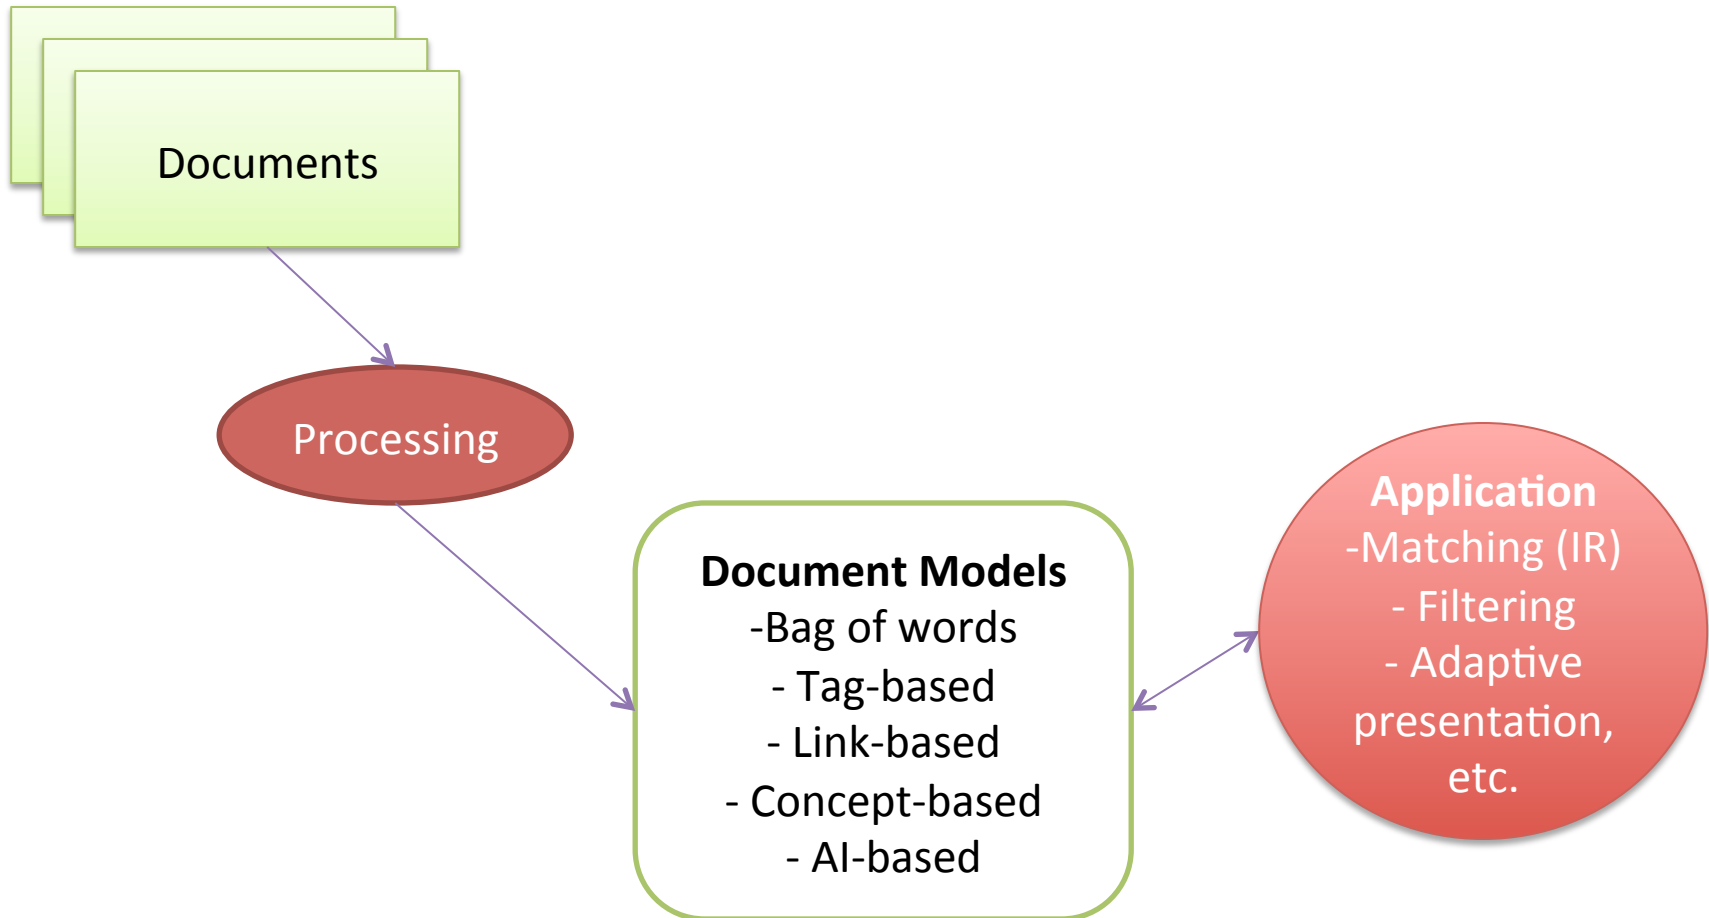 Documents
Processing
Document Models
-Bag of words
- Tag-based
- Link-based
- Concept-based
- AI-based
Application
-Matching (IR)
- Filtering
- Adaptive
presentation,
etc.